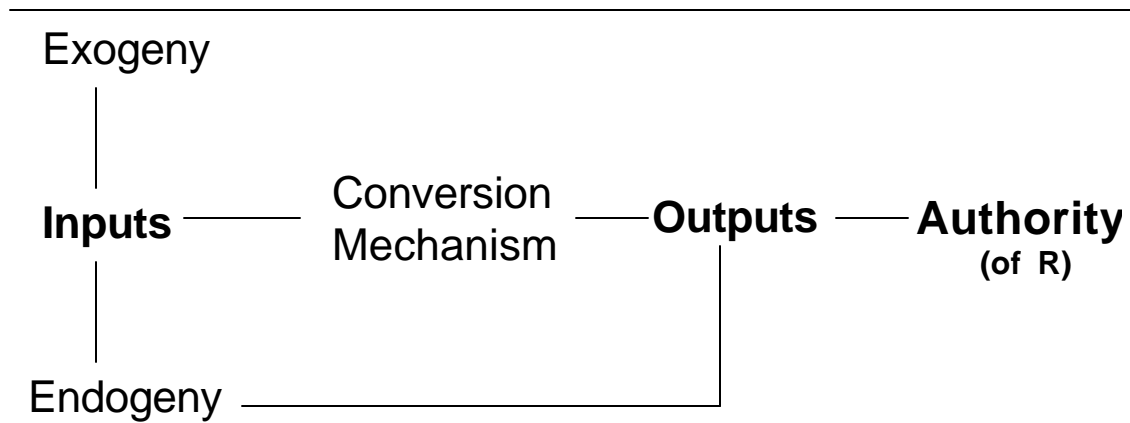 Exogeny
Inputs
Conversion
Mechanism
Outputs
Authority
(of R)
Endogeny